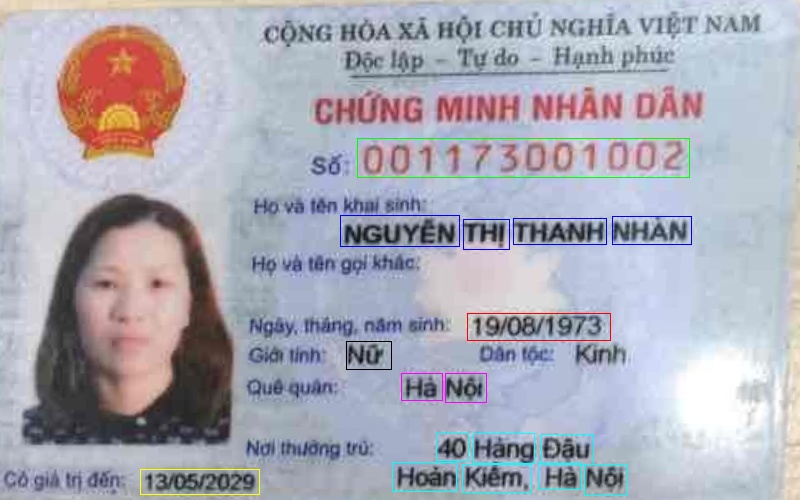 CỘNG HÒA XÃ HỘI CHỦ NGHĨA VIỆT NAM
Độc lập - Tự do - Hạnh phúc
CHỨNG MINH NHÂN DÂN
Số: 001173001002
Họ và tên khai sinh:
NGUYỄN THỊ THANH NHÀN
Họ và tên gọi khác:
Ngày, tháng, năm sinh: 19/08/1973
Giới tính: Nữ Dân tộc: Kinh
Quê quán: Hà Nội
Nơi thường trú: 40 Hàng Đậu
Hoàn Kiếm, Hà Nội
Có giá trị đến: 13/05/2029